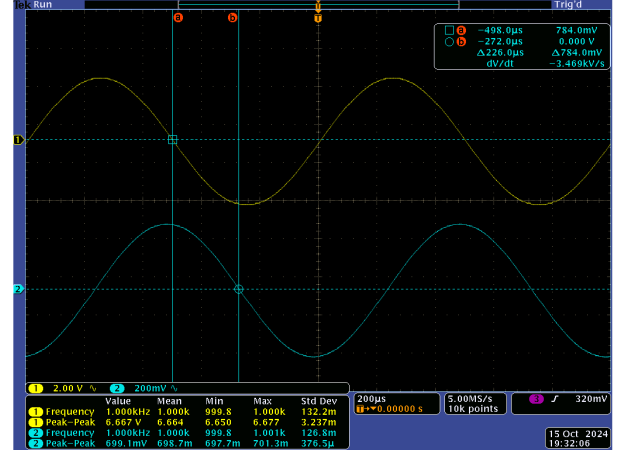 Tek Run Trig'd
a b T
a −498.0µs 784.0mV
b −272.0µs 0.000 V
Δ226.0µs Δ784.0mV
dV/dt −3.469kV/s
1
2
1 2.00 V 2 200mV
Value Mean Min Max Std Dev
1 Frequency 1.000kHz 1.000k 999.8 1.000k 132.2m
1 Peak–Peak 6.667 V 6.664 6.650 6.677 3.237m
2 Frequency 1.000kHz 1.000k 999.8 1.001k 126.8m
2 Peak–Peak 699.1mV 698.7m 697.7m 701.3m 376.5µ
200µs
T→▼0.00000 s
5.00MS/s
10k points
3 320mV
15 Oct 2024
19:32:06